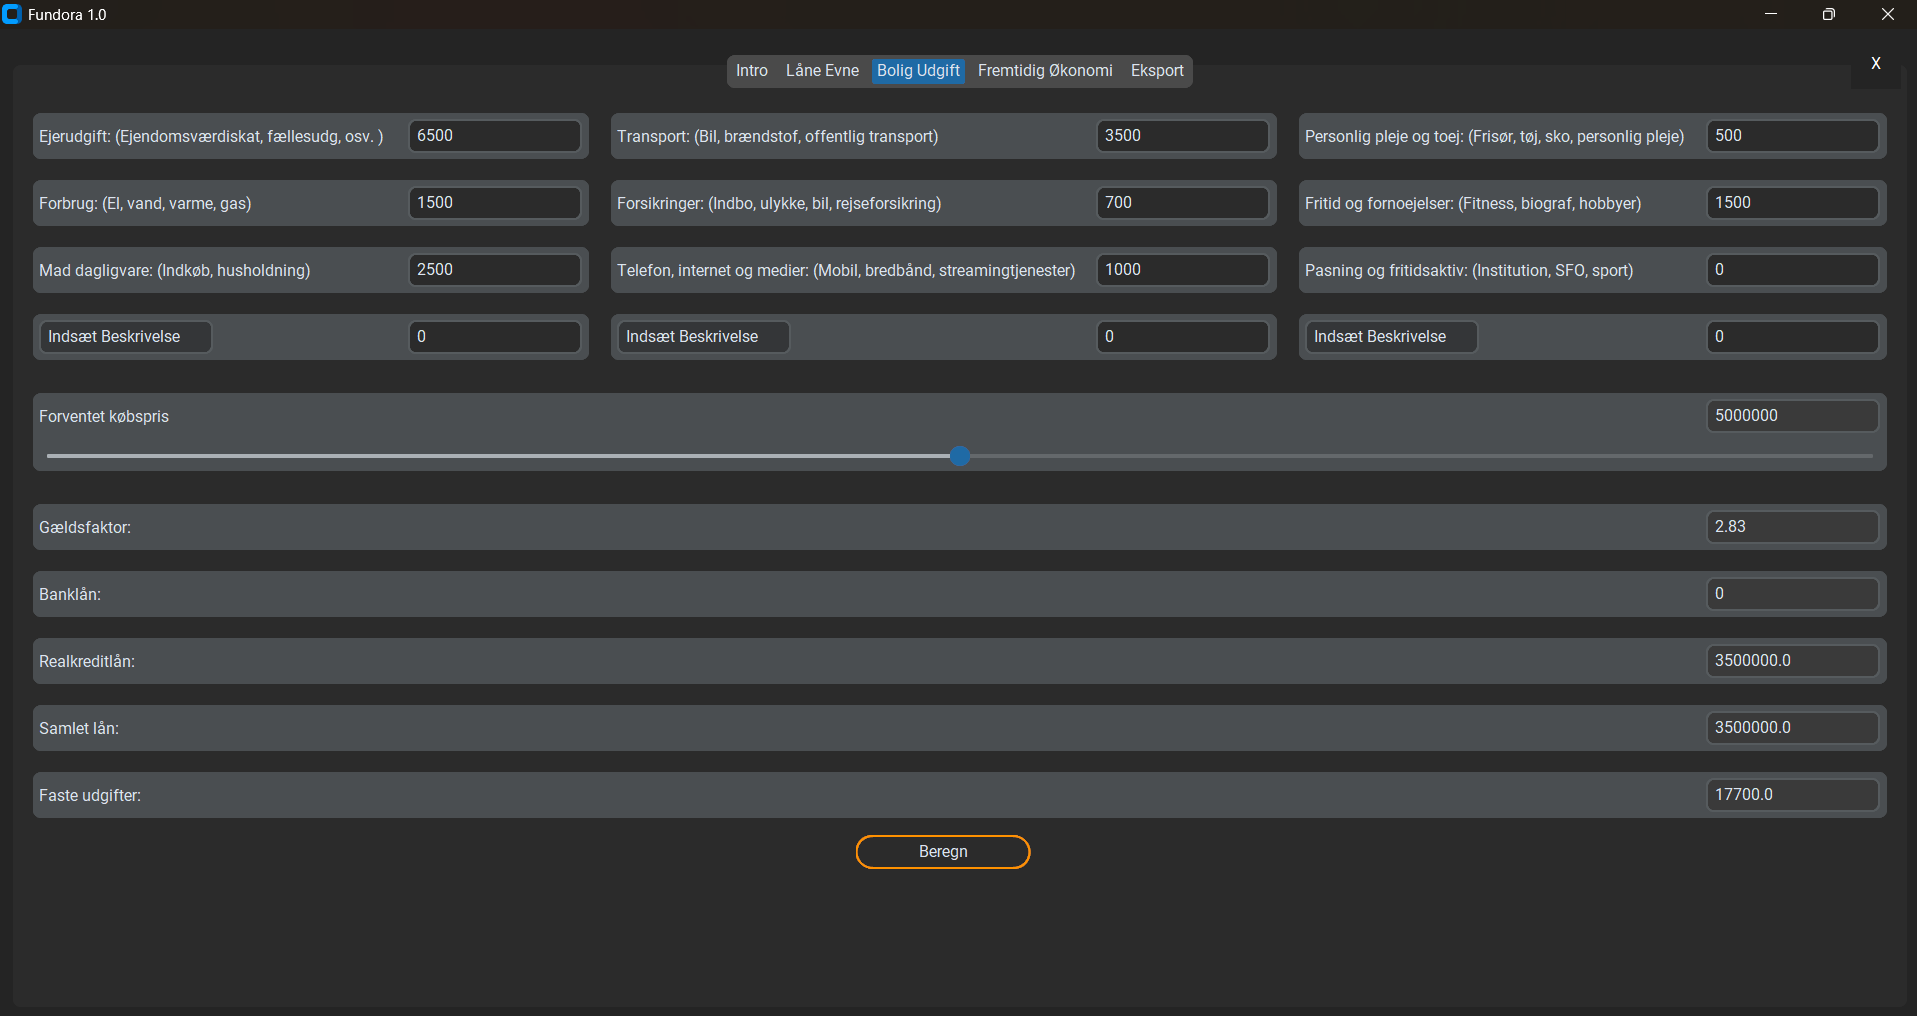 Fundora 1.0
X
Intro Låne Evne Bolig Udgift Fremtidig Økonomi Eksport
Ejerudgift: (Ejendomsværdiskat, fællesudg, osv. ) 6500 Transport: (Bil, brændstof, offentlig transport) 3500 Personlig pleje og toej: (Frisør, tøj, sko, personlig pleje) 500
Forbrug: (El, vand, varme, gas) 1500 Forsikringer: (Indbo, ulykke, bil, rejseforsikring) 700 Fritid og fornoejelser: (Fitness, biograf, hobbyer) 1500
Mad dagligvare: (Indkøb, husholdning) 2500 Telefon, internet og medier: (Mobil, bredbånd, streamingtjenester) 1000 Pasning og fritidsaktiv: (Institution, SFO, sport) 0
Indsæt Beskrivelse 0 Indsæt Beskrivelse 0 Indsæt Beskrivelse 0
Forventet købspris 5000000
Gældsfaktor: 2.83
Banklån: 0
Realkreditlån: 3500000.0
Samlet lån: 3500000.0
Faste udgifter: 17700.0
Beregn